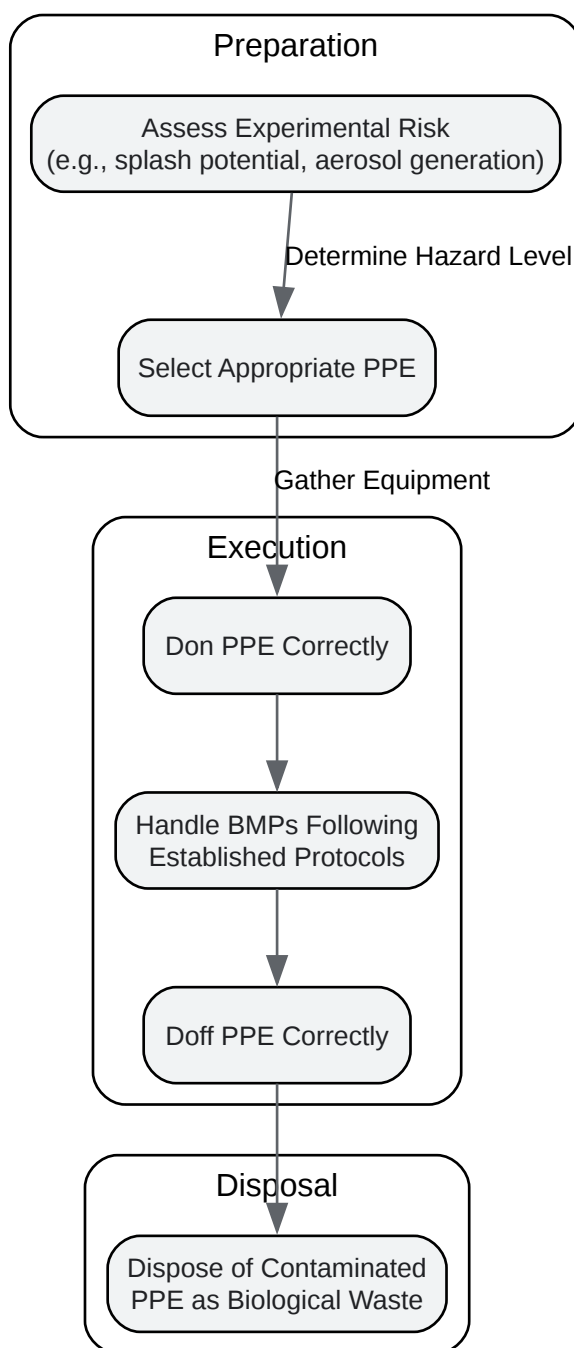 Preparation
Assess Experimental Risk
(e.g., splash potential, aerosol generation)
Determine Hazard Level
Select Appropriate PPE
Gather Equipment
Execution
Don PPE Correctly
Handle BMPs Following
Established Protocols
Doff PPE Correctly
Disposal
Dispose of Contaminated
PPE as Biological Waste